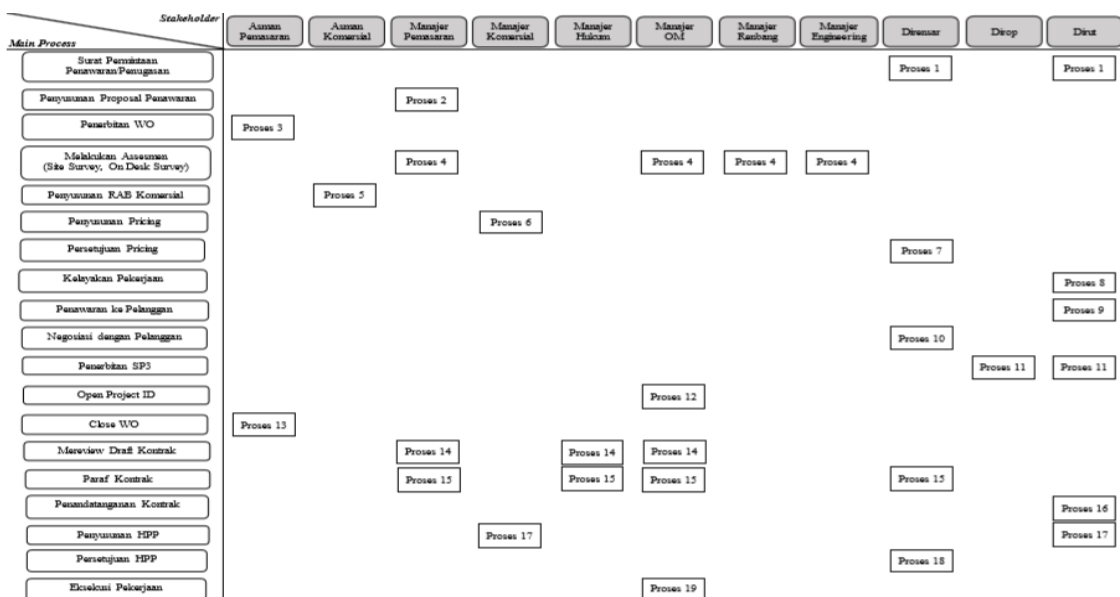 Stakeholder
Main Process
Asman Pemasaran
Asman Komersial
Manajer Pemasaran
Manajer Komersial
Manajer Hukum
Manajer OM
Manajer Renbang
Manajer Engineering
Dirensar
Dirop
Dirut
Surat Permintaan
Penawaran/Penugasan
Proses 1
Proses 1
Penyusunan Proposal Penawaran
Proses 2
Penerbitan WO
Proses 3
Melakukan Assesmen
(Site Survey, On Desk Survey)
Proses 4
Proses 4
Proses 4
Proses 4
Penyusunan RAB Komersial
Proses 5
Penyusunan Pricing
Proses 6
Persetujuan Pricing
Proses 7
Kelayakan Pekerjaan
Proses 8
Penawaran ke Pelanggan
Proses 9
Negosiasi dengan Pelanggan
Proses 10
Penerbitan SP3
Proses 11
Proses 11
Open Project ID
Proses 12
Close WO
Proses 13
Mereview Draft Kontrak
Proses 14
Proses 14
Proses 14
Paraf Kontrak
Proses 15
Proses 15
Proses 15
Proses 15
Penandatanganan Kontrak
Proses 16
Penyusunan HPP
Proses 17
Proses 17
Persetujuan HPP
Proses 18
Eksekusi Pekerjaan
Proses 19